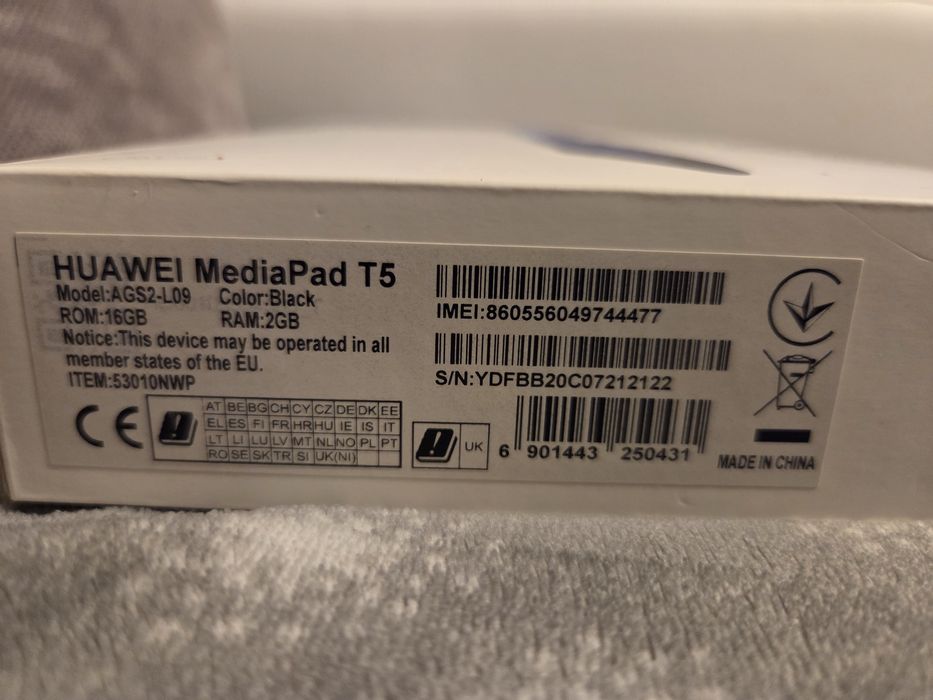 HUAWEI MediaPad T5
Model:AGS2-L09 Color:Black
ROM:16GB RAM:2GB
Notice:This device may be operated in all
member states of the EU.
ITEM:53010NWP
CE
AT BE BG CH CY CZ DE DK EE
EL ES FI FR HR HU IE IS IT
LT LI LU LV MT NL NO PL PT
RO SE SK TR SI UK(NI)
UK
IMEI:860556049744477
S/N:YDFBB20C07212122
6 901443 250431
MADE IN CHINA